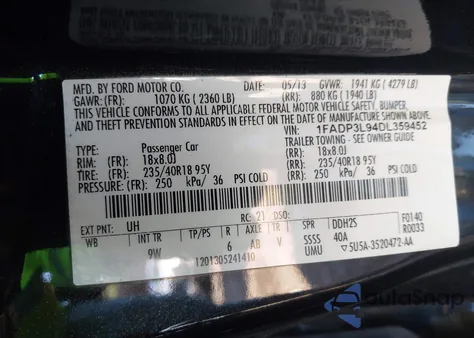 MFD. BY FORD MOTOR CO. 05/13 GVWR: 1941 KG ( 4279 LB)
GAWR: (FR): 1070 KG ( 2360 LB) (RR): 880 KG ( 1940 LB)
THIS VEHICLE CONFORMS TO ALL APPLICABLE FEDERAL MOTOR VEHICLE SAFETY, BUMPER,
AND THEFT PREVENTION STANDARDS IN EFFECT ON THE DATE OF MANUFACTURE SHOWN ABOVE.
VIN: 1FADP3L94DL359452
TYPE: Passenger Car TRAILER TOWING - SEE OWNER GUIDE
RIM: (FR): 18x8.0J (RR): 18x8.0J
TIRE: (FR): 235/40R18 95Y (RR): 235/40R18 95Y
PRESSURE: (FR): 250 kPa/ 36 PSI COLD (RR): 250 kPa/ 36 PSI COLD
EXT PNT: UH RC: 21 DSO: F0140
WB INT TR R AXLE TR SPR DDH2S R0033
9W 6 AB V SSSS 40A
1201305241410 UMU ▽5U5A-3520472-AA
AutoSnap